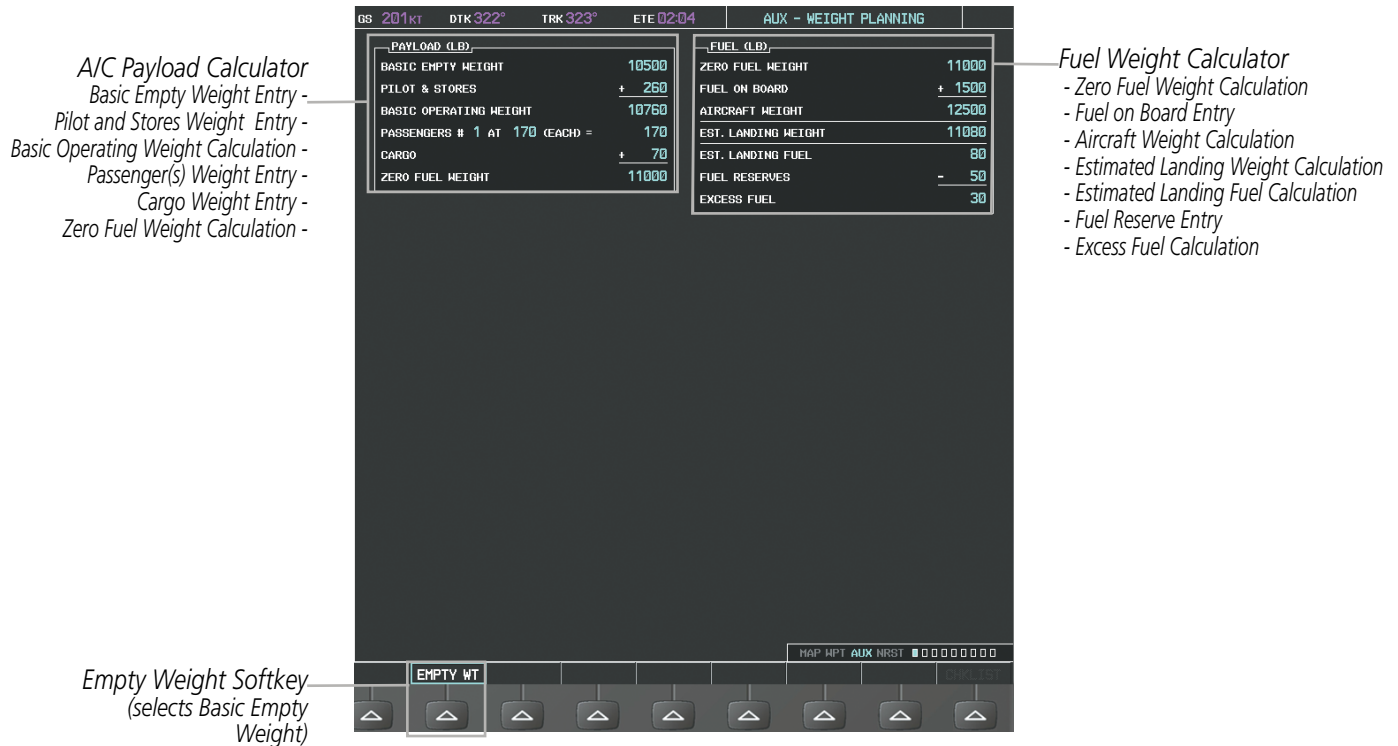 GS 201KT DTK 322° TRK 323° ETE 02:04 AUX - WEIGHT PLANNING
A/C Payload Calculator
Basic Empty Weight Entry -
Pilot and Stores Weight Entry -
Basic Operating Weight Calculation -
Passenger(s) Weight Entry -
Cargo Weight Entry -
Zero Fuel Weight Calculation -
PAYLOAD (LB)
BASIC EMPTY WEIGHT 10500
PILOT & STORES + 260
BASIC OPERATING WEIGHT 10760
PASSENGERS # 1 AT 170 (EACH) = 170
CARGO + 70
ZERO FUEL WEIGHT 11000
FUEL (LB)
ZERO FUEL WEIGHT 11000
FUEL ON BOARD + 1500
AIRCRAFT WEIGHT 12500
EST. LANDING WEIGHT 11080
EST. LANDING FUEL 80
FUEL RESERVES - 50
EXCESS FUEL 30
Fuel Weight Calculator
- Zero Fuel Weight Calculation
- Fuel on Board Entry
- Aircraft Weight Calculation
- Estimated Landing Weight Calculation
- Estimated Landing Fuel Calculation
- Fuel Reserve Entry
- Excess Fuel Calculation
MAP WPT AUX NRST
EMPTY WT CHKLIST
Empty Weight Softkey
(selects Basic Empty
Weight)